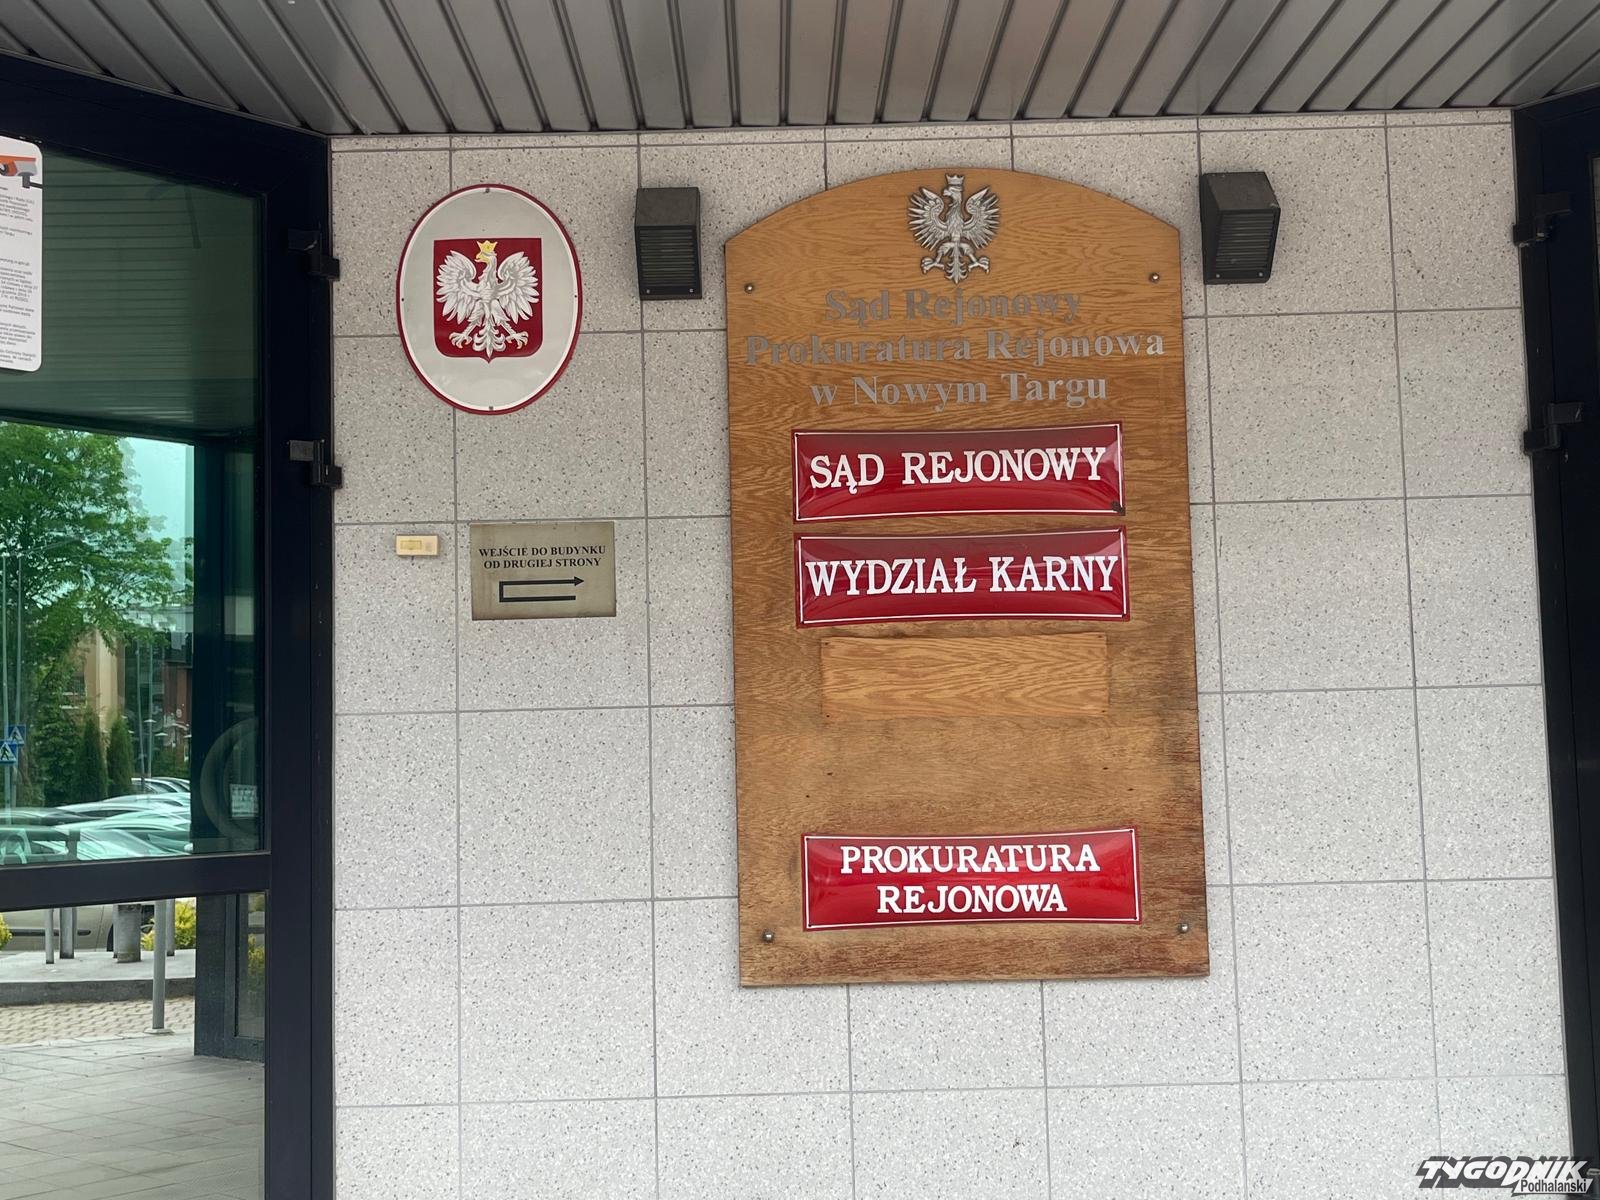 Sąd Rejonowy
Prokuratura Rejonowa
w Nowym Targu
SĄD REJONOWY
WYDZIAŁ KARNY
WEJŚCIE DO BUDYNKU
OD DRUGIEJ STRONY
PROKURATURA
REJONOWA
TYGODNIK
Podhalański